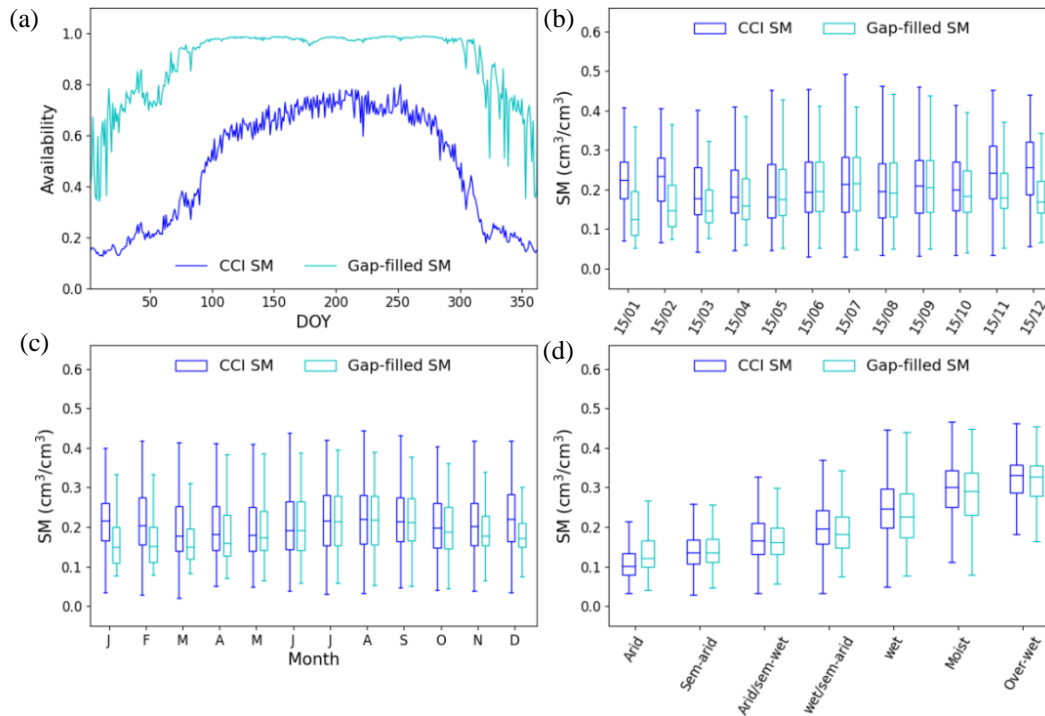 (a)
1.0
0.8
0.6
0.4
0.2
0.0
Availability
CCI SM
Gap-filled SM
50 100 150 200 250 300 350
DOY
(b)
CCI SM
Gap-filled SM
0.6
0.5
0.4
0.3
0.2
0.1
0.0
SM (cm³/cm³)
15/01 15/02 15/03 15/04 15/05 15/06 15/07 15/08 15/09 15/10 15/11 15/12
(c)
CCI SM
Gap-filled SM
0.6
0.5
0.4
0.3
0.2
0.1
0.0
SM (cm³/cm³)
J F M A M J J A S O N D
Month
(d)
CCI SM
Gap-filled SM
0.6
0.5
0.4
0.3
0.2
0.1
0.0
SM (cm³/cm³)
Arid
Sem-arid
Arid/sem-wet
wet/sem-arid
wet
Moist
Over-wet